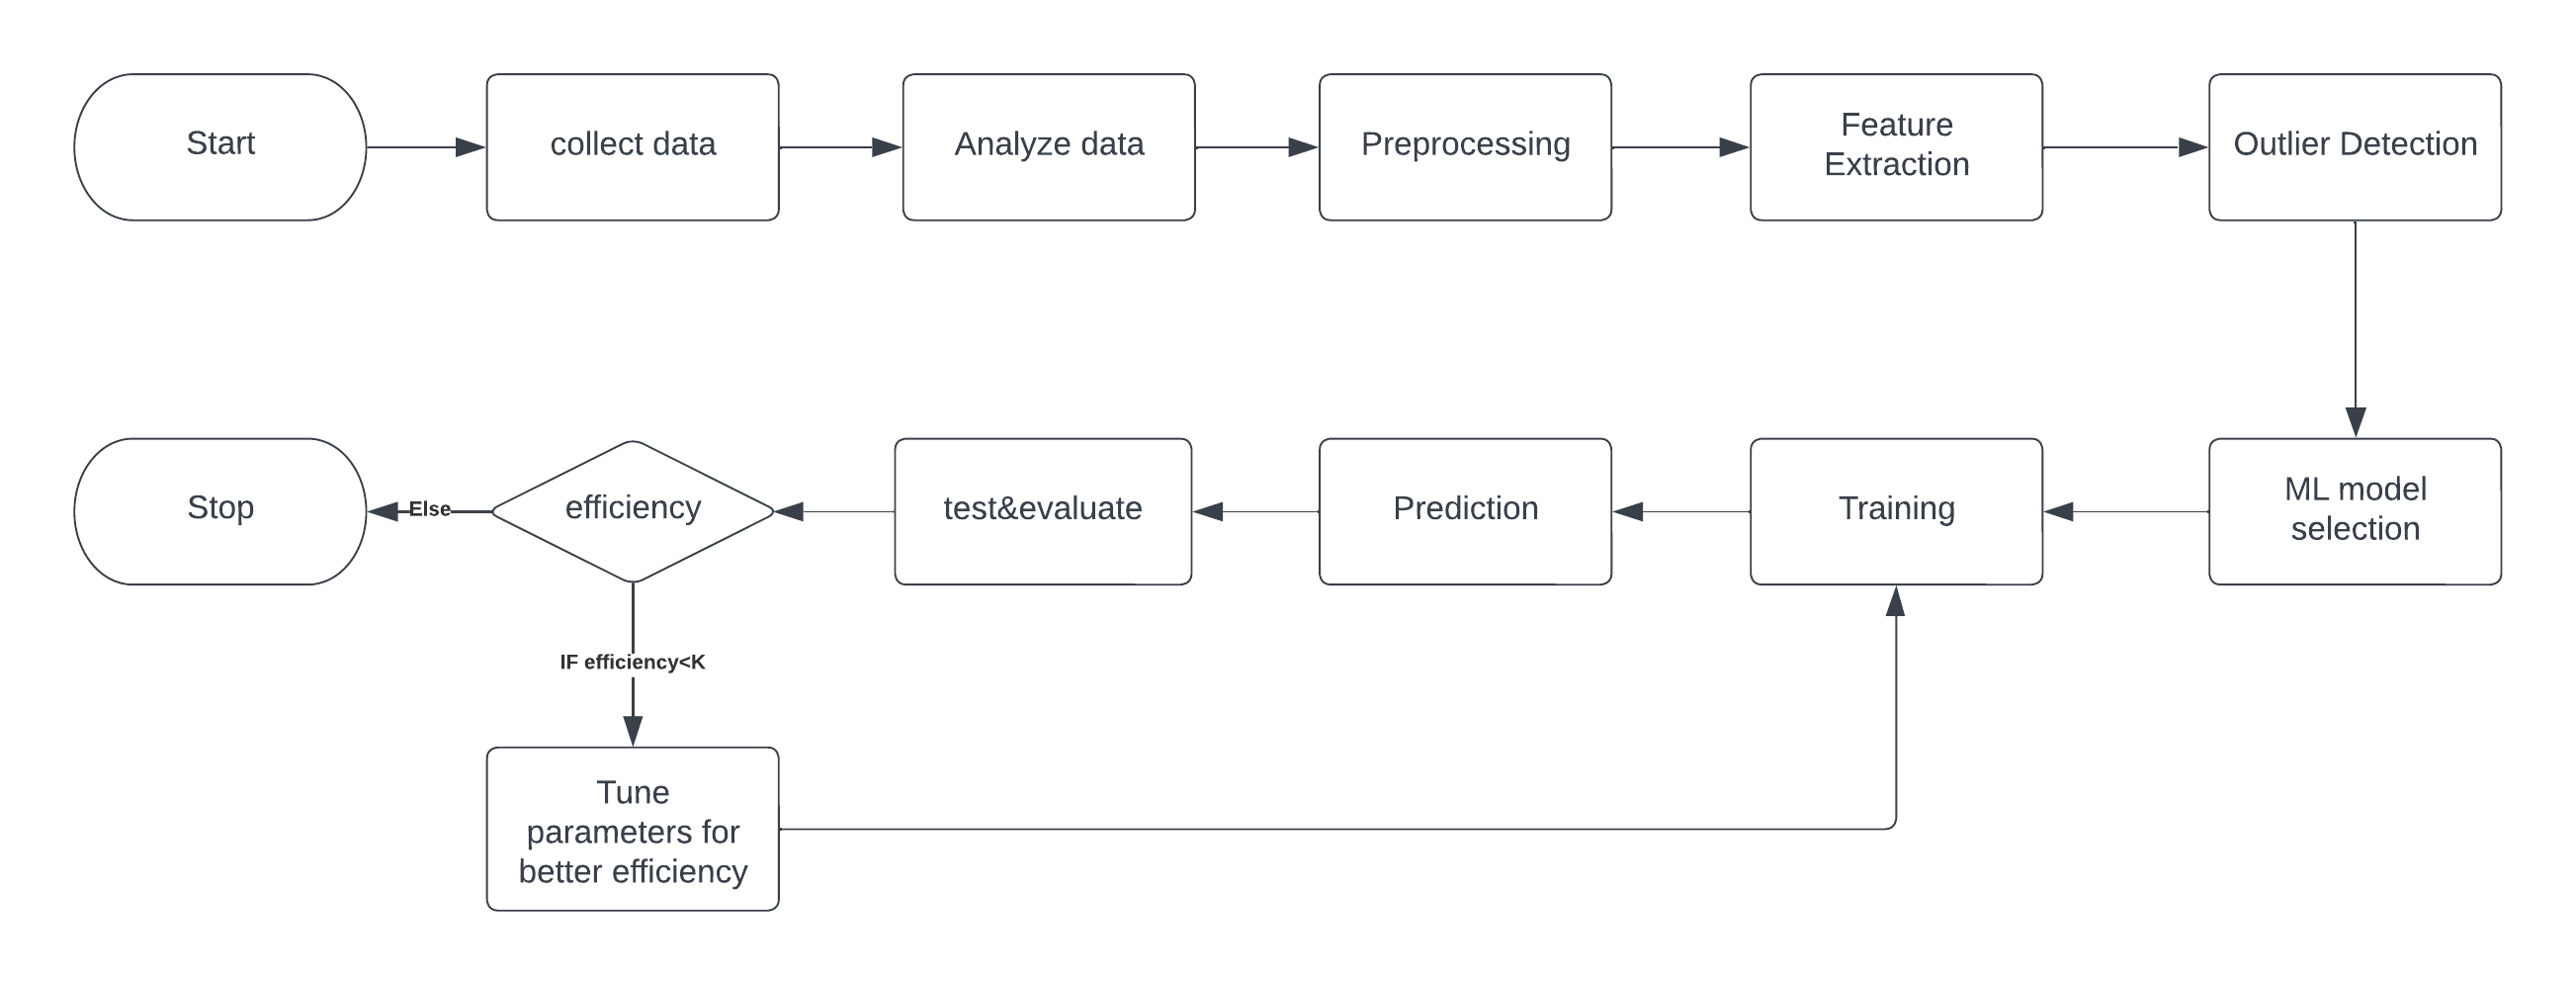 Start
collect data
Analyze data
Preprocessing
Feature
Extraction
Outlier Detection
Stop
Else
efficiency
test&evaluate
Prediction
Training
ML model
selection
IF efficiency<K
Tune
parameters for
better efficiency